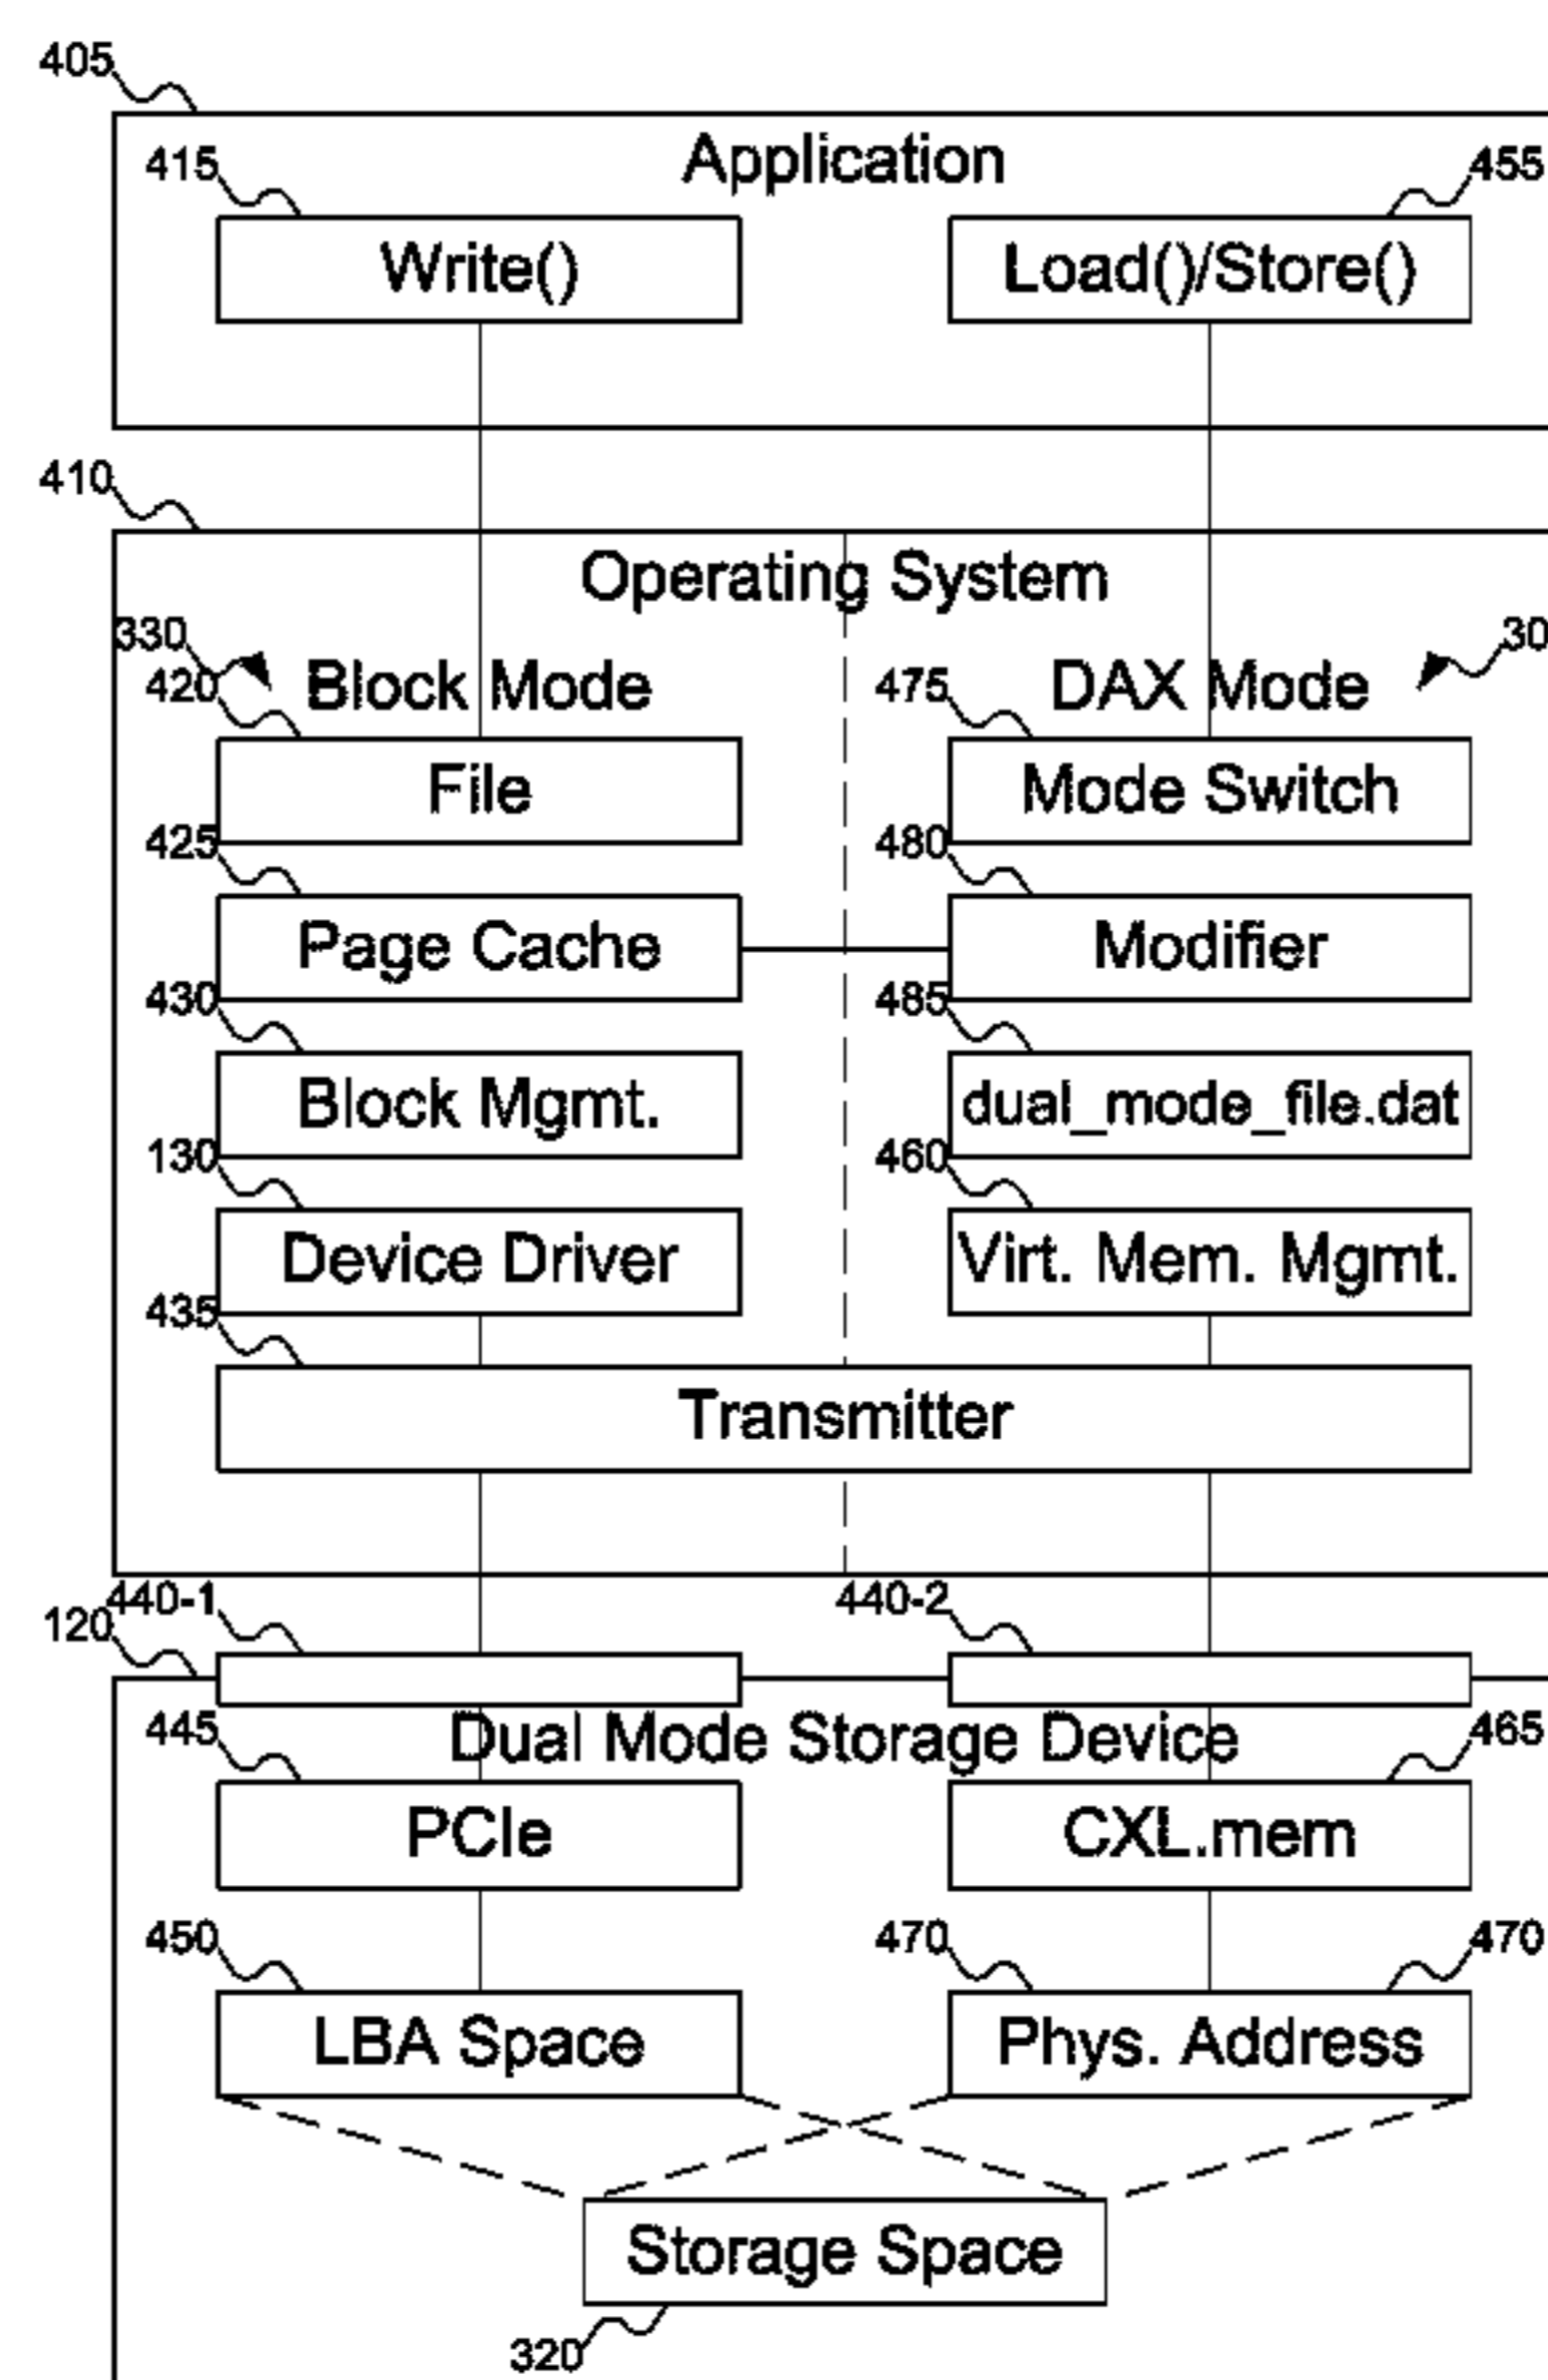 405
Application
415
455
Write()
Load()/Store()
410
Operating System
330
30
Block Mode
DAX Mode
420
475
File
Mode Switch
425
480
Page Cache
Modifier
430
485
Block Mgmt.
dual_mode_file.dat
130
460
Device Driver
Virt. Mem. Mgmt.
435
Transmitter
440-1
440-2
120
Dual Mode Storage Device
445
465
PCIe
CXL.mem
450
470
470
LBA Space
Phys. Address
Storage Space
320